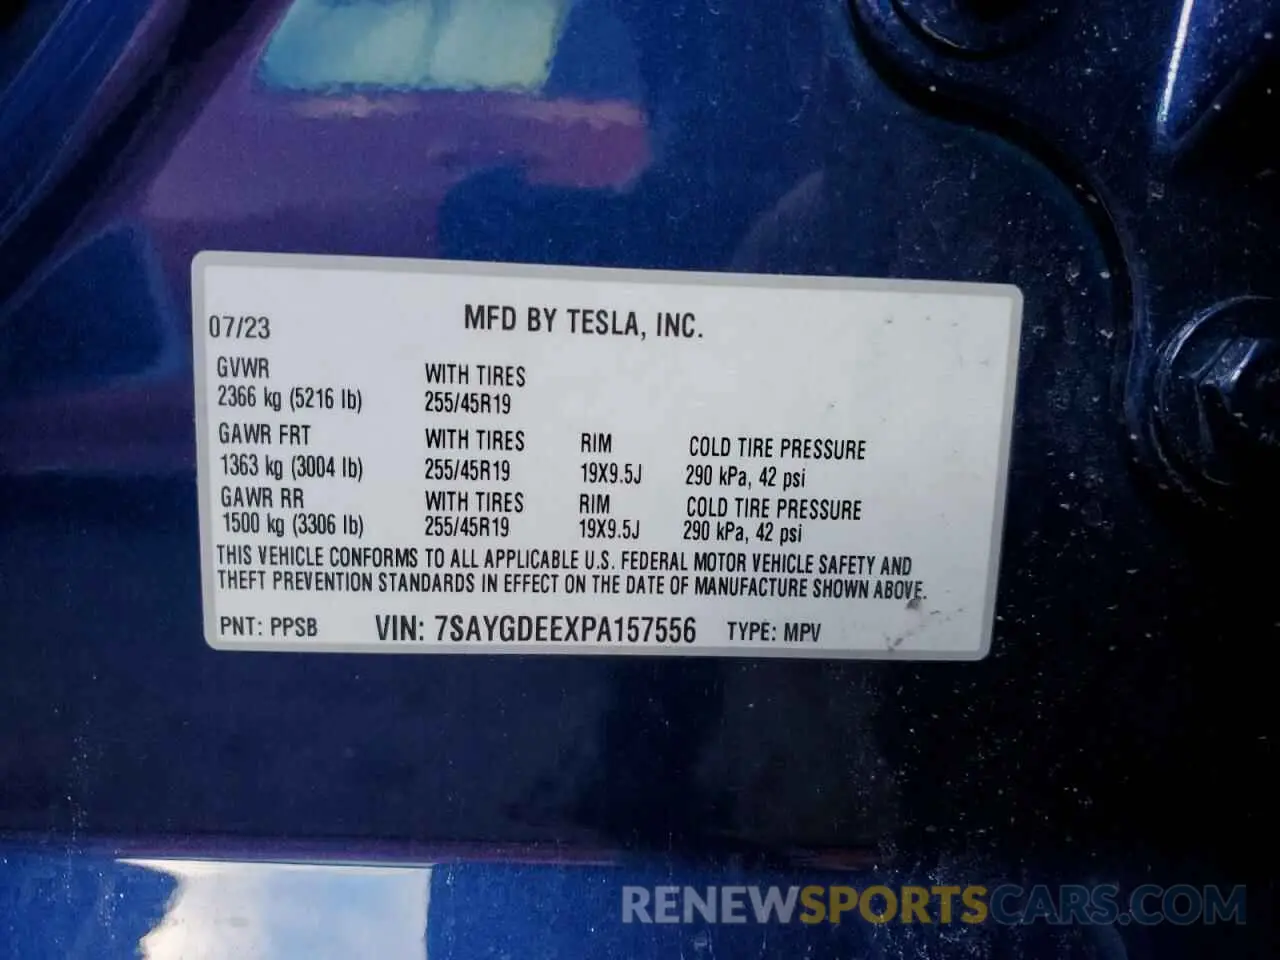 07/23
MFD BY TESLA, INC.
GVWR
2366 kg (5216 lb)
WITH TIRES
255/45R19
GAWR FRT
1363 kg (3004 lb)
WITH TIRES
255/45R19
RIM
19X9.5J
COLD TIRE PRESSURE
290 kPa, 42 psi
GAWR RR
1500 kg (3306 lb)
WITH TIRES
255/45R19
RIM
19X9.5J
COLD TIRE PRESSURE
290 kPa, 42 psi
THIS VEHICLE CONFORMS TO ALL APPLICABLE U.S. FEDERAL MOTOR VEHICLE SAFETY AND
THEFT PREVENTION STANDARDS IN EFFECT ON THE DATE OF MANUFACTURE SHOWN ABOVE.
PNT: PPSB VIN: 7SAYGDEEXPA157556 TYPE: MPV
RENEWSPORTSCARS.COM